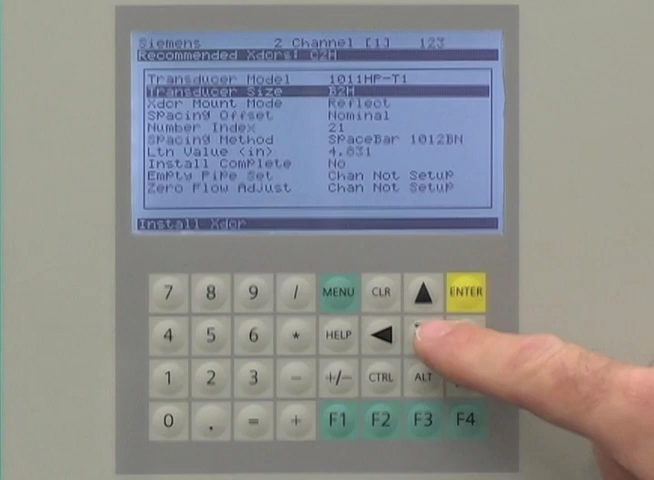 Siemens 2 Channel [1] 123
Recommended Xdcrs: C2H
Transducer Model 1011HP-T1
Transducer Size B2H
Xdcr Mount Mode Reflect
Spacing Offset Nominal
Number Index 21
Spacing Method SpaceBar 1012BN
Ltn Value (in) 4.031
Install Complete No
Empty Pipe Set Chan Not Setup
Zero Flow Adjust Chan Not Setup
Install Xdcr
7 8 9 / MENU CLR ▲ ENTER
4 5 6 * HELP ◀
1 2 3 - +/- CTRL ALT
0 . = + F1 F2 F3 F4